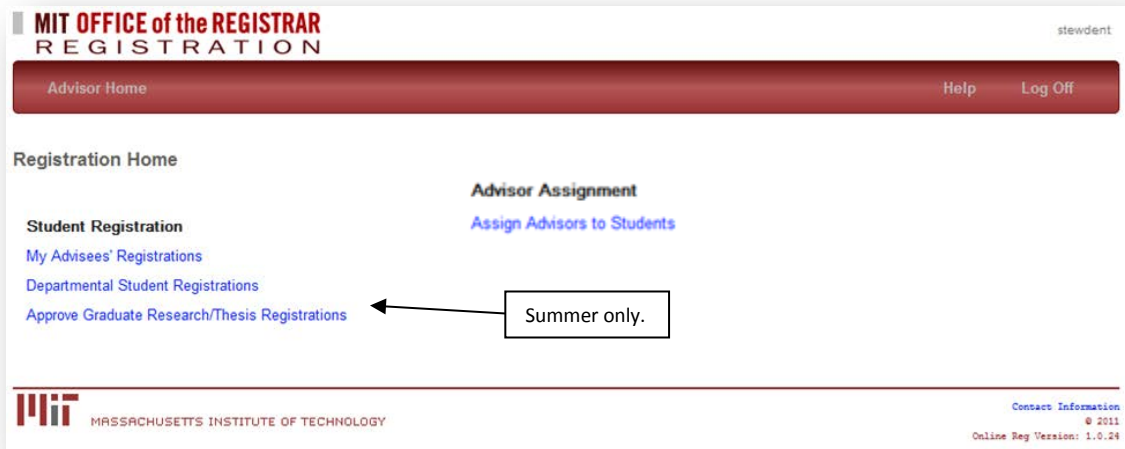 MIT OFFICE of the REGISTRAR
REGISTRATION
stewdent
Advisor Home
Help
Log Off
Registration Home
Advisor Assignment
Assign Advisors to Students
Student Registration
My Advisees' Registrations
Departmental Student Registrations
Approve Graduate Research/Thesis Registrations
Summer only.
MIT
MASSACHUSETTS INSTITUTE OF TECHNOLOGY
Contact Information
© 2011
Online Reg Version: 1.0.24